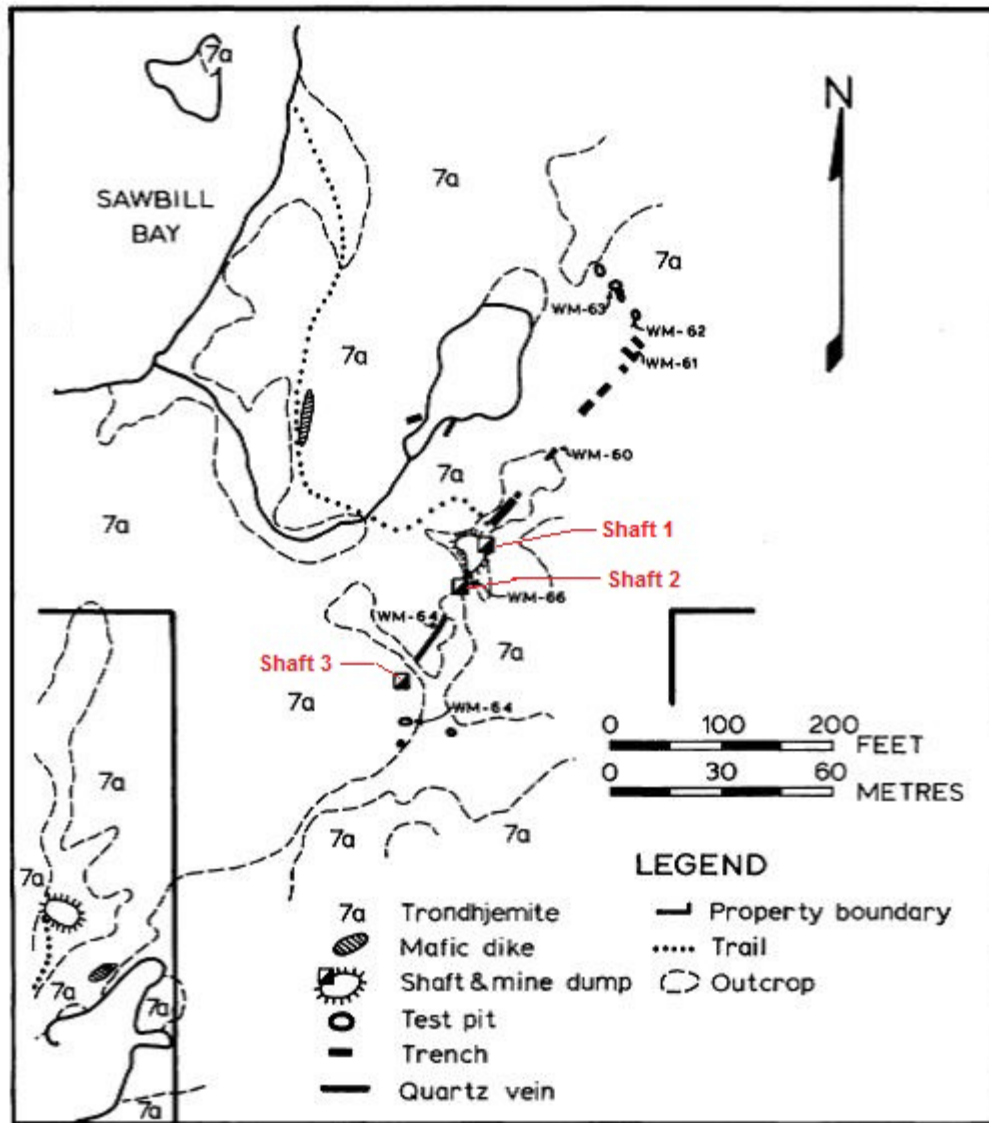 7a
N
SAWBILL
BAY
7a
7a
WM-63
WM-62
7a
WM-61
7a
WM-60
7a
Shaft 1
Shaft 2
WM-66
WM-64
7a
Shaft 3
7a
WM-64
0 100 200
FEET
0 30 60
METRES
7a
7a
7a
7a
7a
7a
7a
LEGEND
7a Trondhjemite
Mafic dike
Shaft & mine dump
Test pit
Trench
Quartz vein
Property boundary
Trail
Outcrop